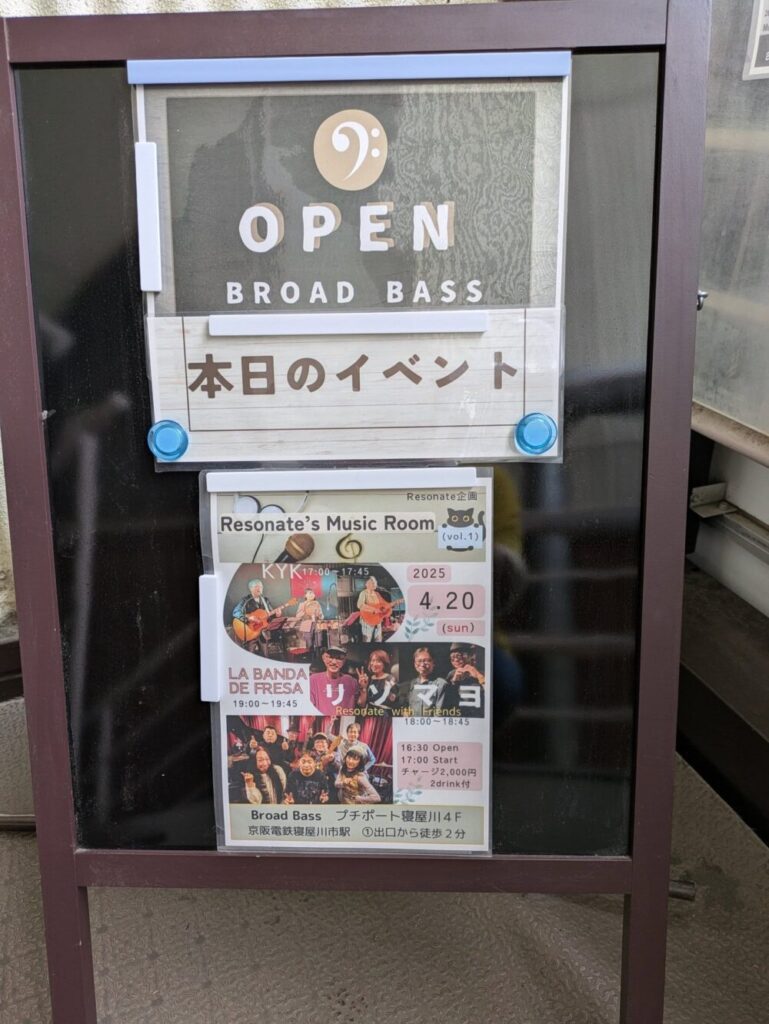 OPEN
BROAD BASS
本日のイベント
Resonate企画
Resonate's Music Room
(vol.1)
KYK 17:00〜17:45
2025
4.20
(sun)
LA BANDA
DE FRESA
19:00〜19:45
リゾマヨ
Resonate with Friends
18:00〜18:45
16:30 Open
17:00 Start
チャージ2,000円
2drink付
Broad Bass プチポート寝屋川4F
京阪電鉄寝屋川市駅 ①出口から徒歩2分